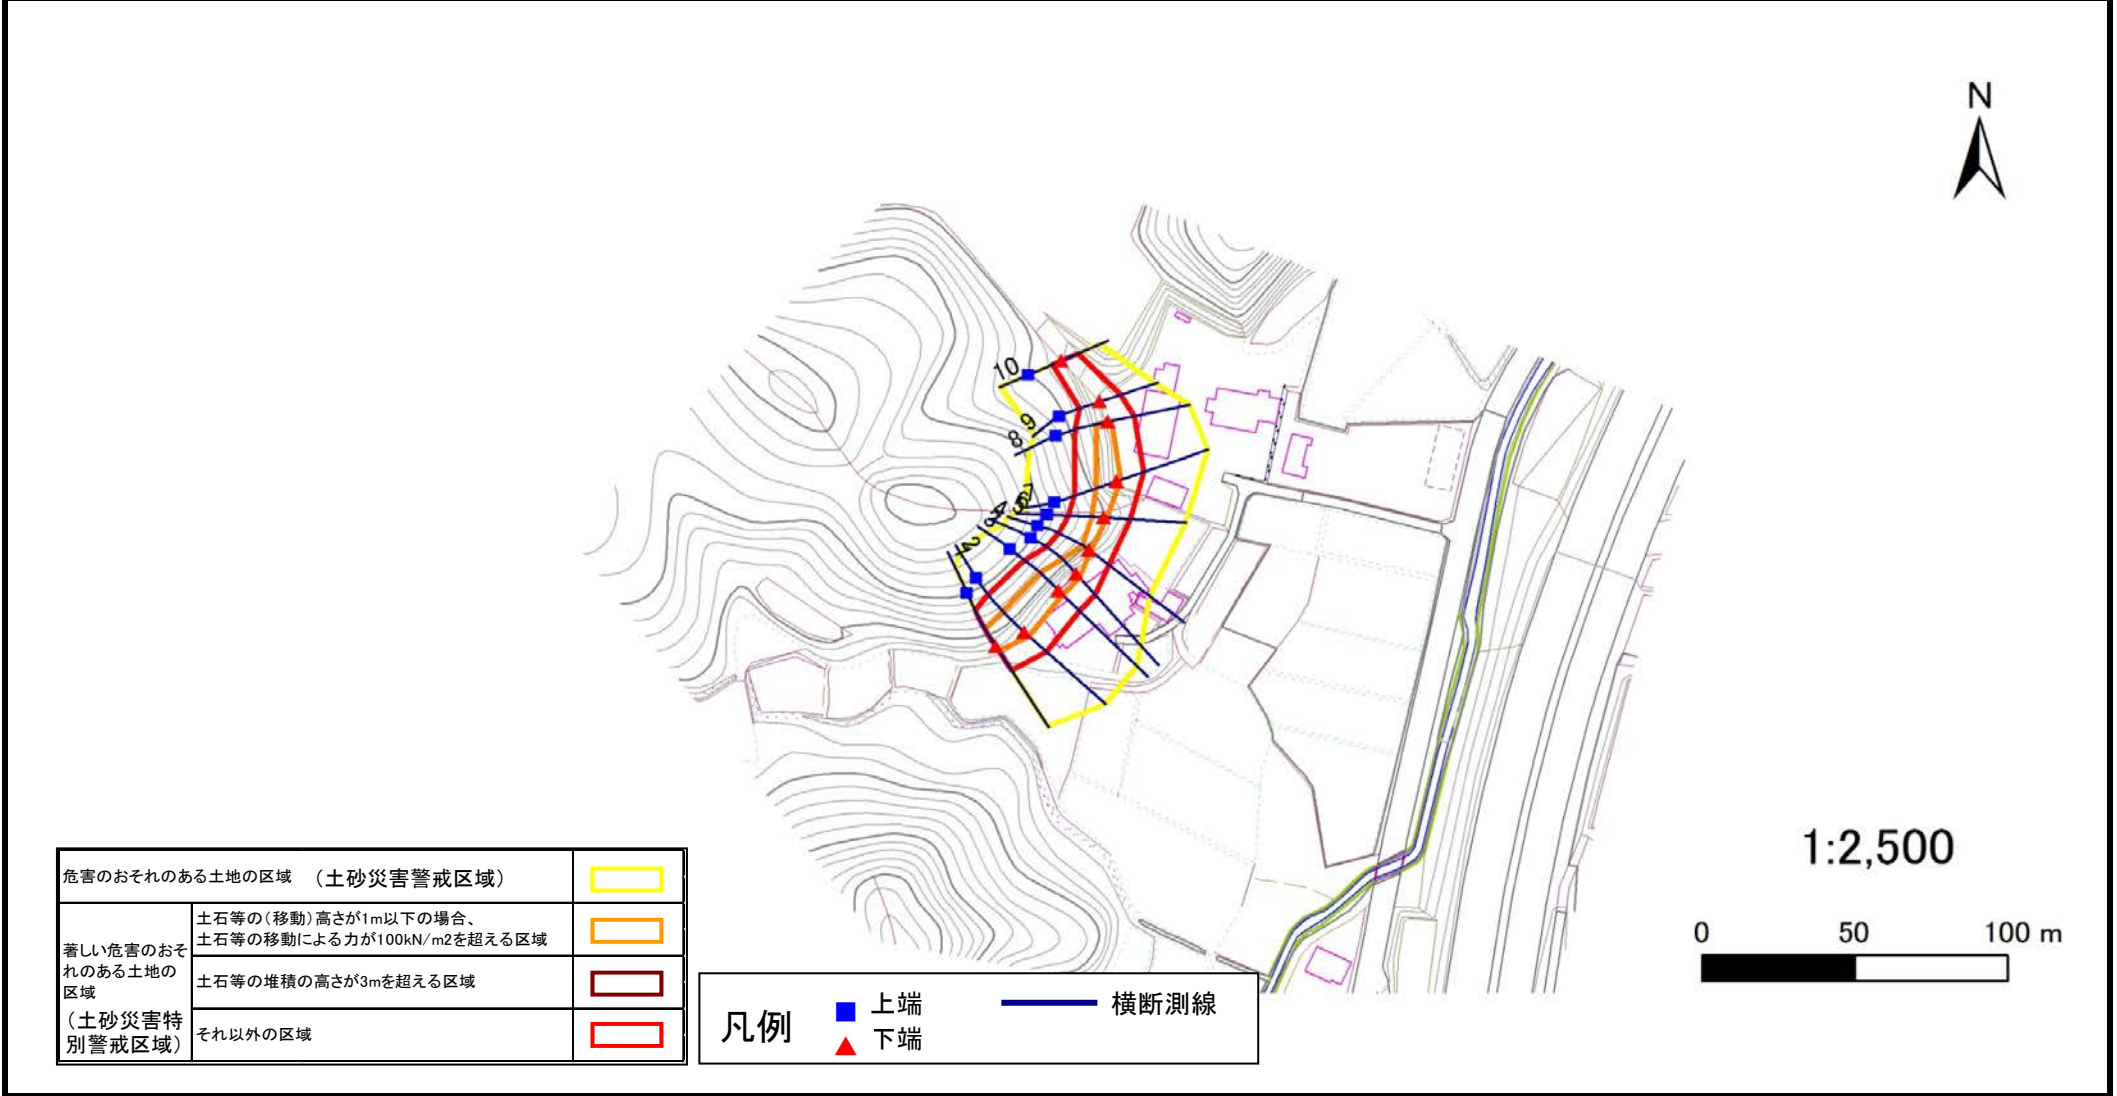 N
10
9
8
7
6
5
4
3
2
1:2,500
0 50 100 m
危害のおそれのある土地の区域 (土砂災害警戒区域)
著しい危害のおそ
れのある土地の
区域
(土砂災害特
別警戒区域)
土石等の(移動)高さが1m以下の場合、
土石等の移動による力が100kN/m2を超える区域
土石等の堆積の高さが3mを超える区域
それ以外の区域
凡例
上端
下端
横断測線